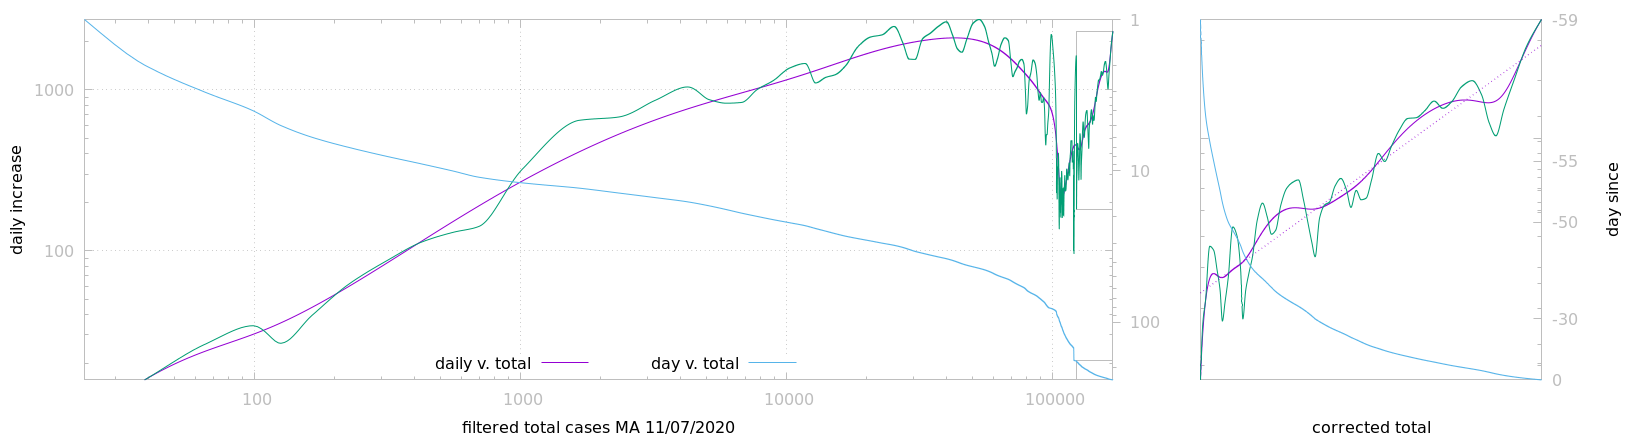 1
-59
1000
daily increase
10
-55
day since
-50
100
100
-30
daily v. total
day v. total
0
100
1000
10000
100000
filtered total cases MA 11/07/2020
corrected total